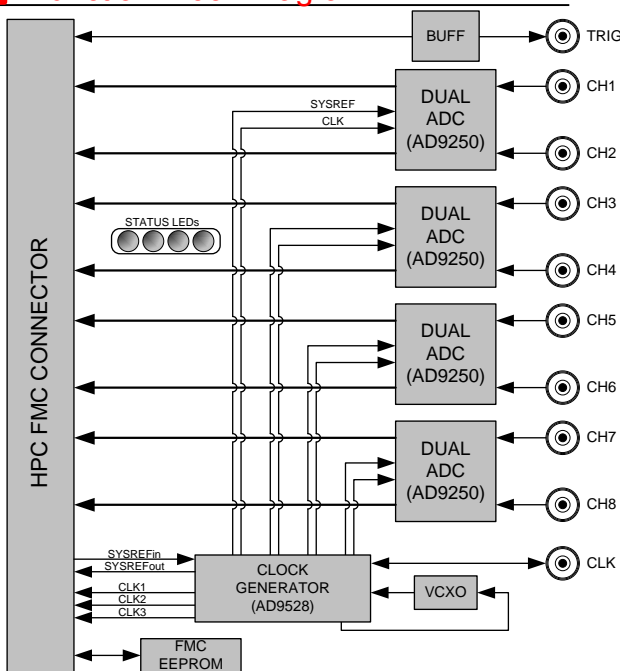 BUFF
TRIG
CH1
DUAL
ADC
(AD9250)
SYSREF
CLK
CH2
CH3
DUAL
ADC
(AD9250)
STATUS LEDs
CH4
HPC FMC CONNECTOR
CH5
DUAL
ADC
(AD9250)
CH6
CH7
DUAL
ADC
(AD9250)
CH8
SYSREFin
SYSREFout
CLK1
CLK2
CLK3
CLOCK
GENERATOR
(AD9528)
VCXO
CLK
FMC
EEPROM